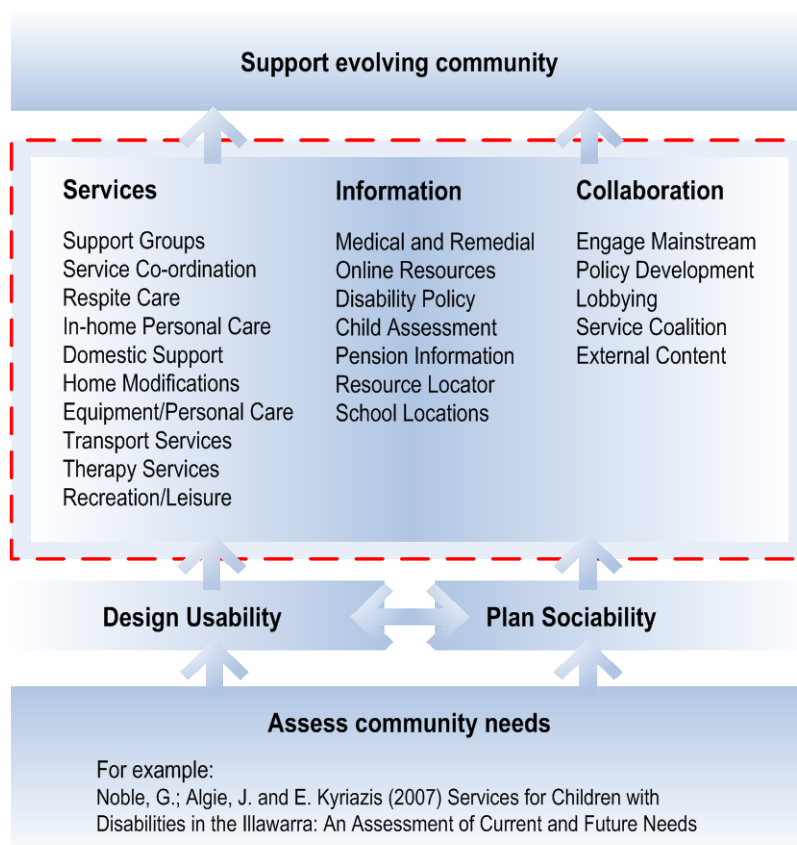 Support evolving community
Services
Support Groups
Service Co-ordination
Respite Care
In-home Personal Care
Domestic Support
Home Modifications
Equipment/Personal Care
Transport Services
Therapy Services
Recreation/Leisure
Information
Medical and Remedial
Online Resources
Disability Policy
Child Assessment
Pension Information
Resource Locator
School Locations
Collaboration
Engage Mainstream
Policy Development
Lobbying
Service Coalition
External Content
Design Usability
Plan Sociability
Assess community needs
For example:
Noble, G.; Algie, J. and E. Kyriazis (2007) Services for Children with
Disabilities in the Illawarra: An Assessment of Current and Future Needs